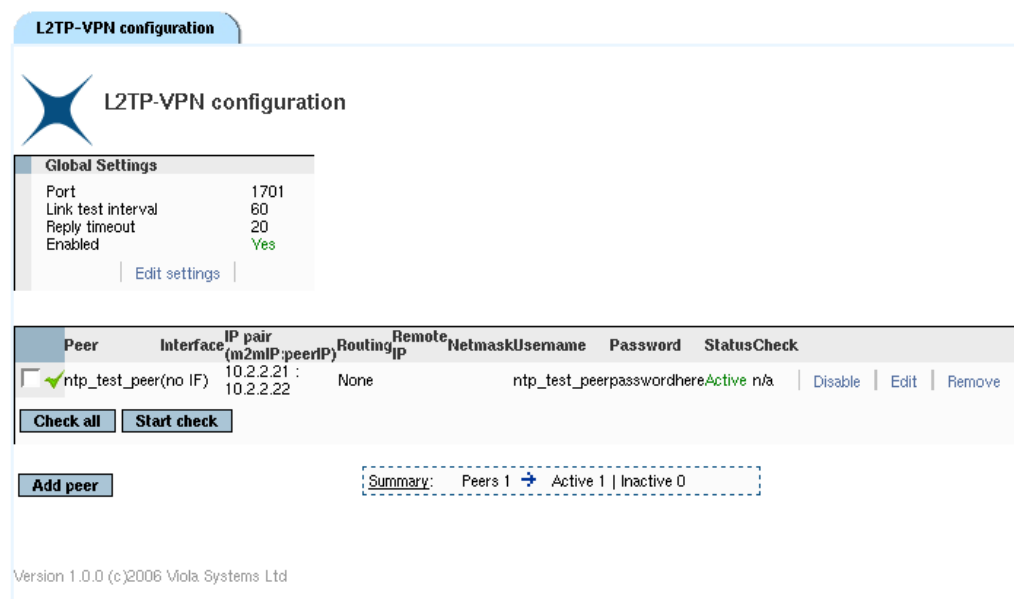 L2TP-VPN configuration
L2TP-VPN configuration
Global Settings
Port 1701
Link test interval 60
Reply timeout 20
Enabled Yes
Edit settings
Peer Interface IP pair (m2mIP:peerIP) Routing Remote IP Netmask Username Password Status Check
ntp_test_peer (no IF) 10.2.2.21 : 10.2.2.22 None ntp_test_peer passwordhere Active n/a Disable Edit Remove
Check all Start check
Add peer Summary: Peers 1 Active 1 | Inactive 0
Version 1.0.0 (c)2006 Viola Systems Ltd